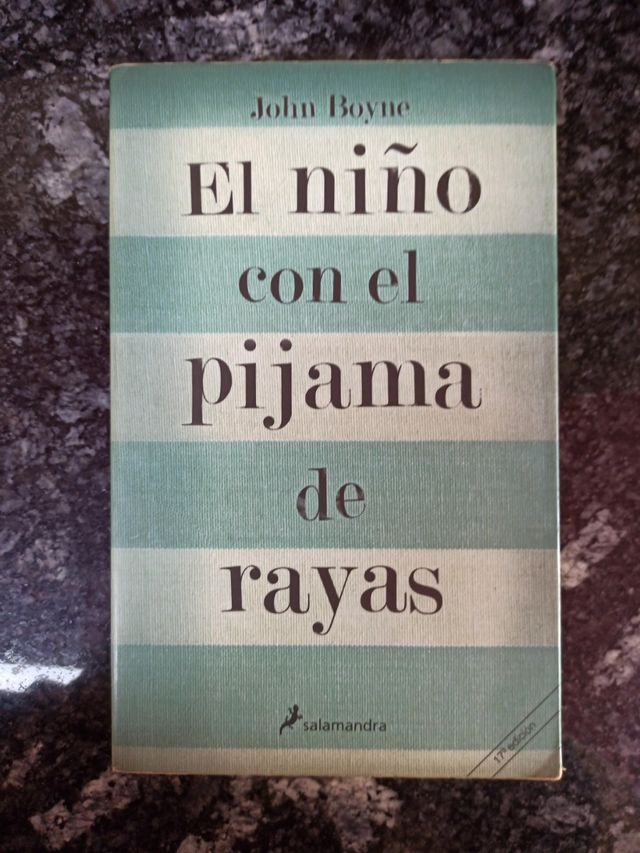 John Boyne
El niño
con el
pijama
de
rayas
salamandra
17ª edición